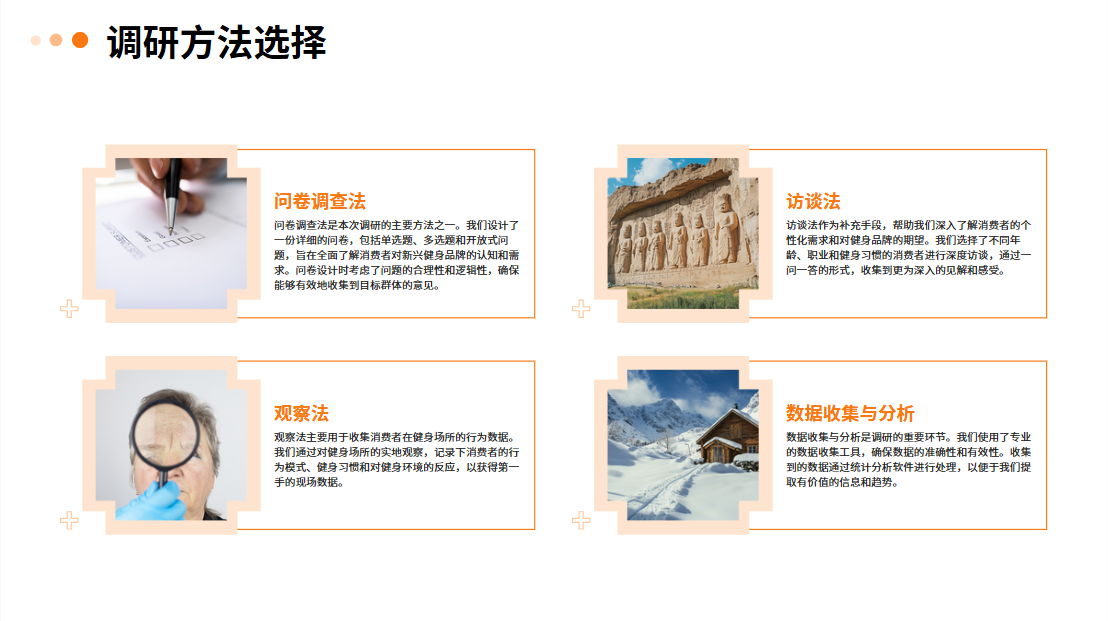 调研方法选择
问卷调查法
问卷调查法是本次调研的主要方法之一。我们设计了
一份详细的问卷，包括单选题、多选题和开放式问
题，旨在全面了解消费者对新兴健身品牌的认知和需
求。问卷设计时考虑了问题的合理性和逻辑性，确保
能够有效地收集到目标群体的意见。
访谈法
访谈法作为补充手段，帮助我们深入了解消费者的个
性化需求和对健身品牌的期望。我们选择了不同年
龄、职业和健身习惯的消费者进行深度访谈，通过一
问一答的形式，收集到更为深入的见解和感受。
观察法
观察法主要用于收集消费者在健身场所的行为数据。
我们通过对健身场所的实地观察，记录下消费者的行
为模式、健身习惯和对健身环境的反应，以获得第一
手的现场数据。
数据收集与分析
数据收集与分析是调研的重要环节。我们使用了专业
的数据收集工具，确保数据的准确性和有效性。收集
到的数据通过统计分析软件进行处理，以便于我们提
取有价值的信息和趋势。